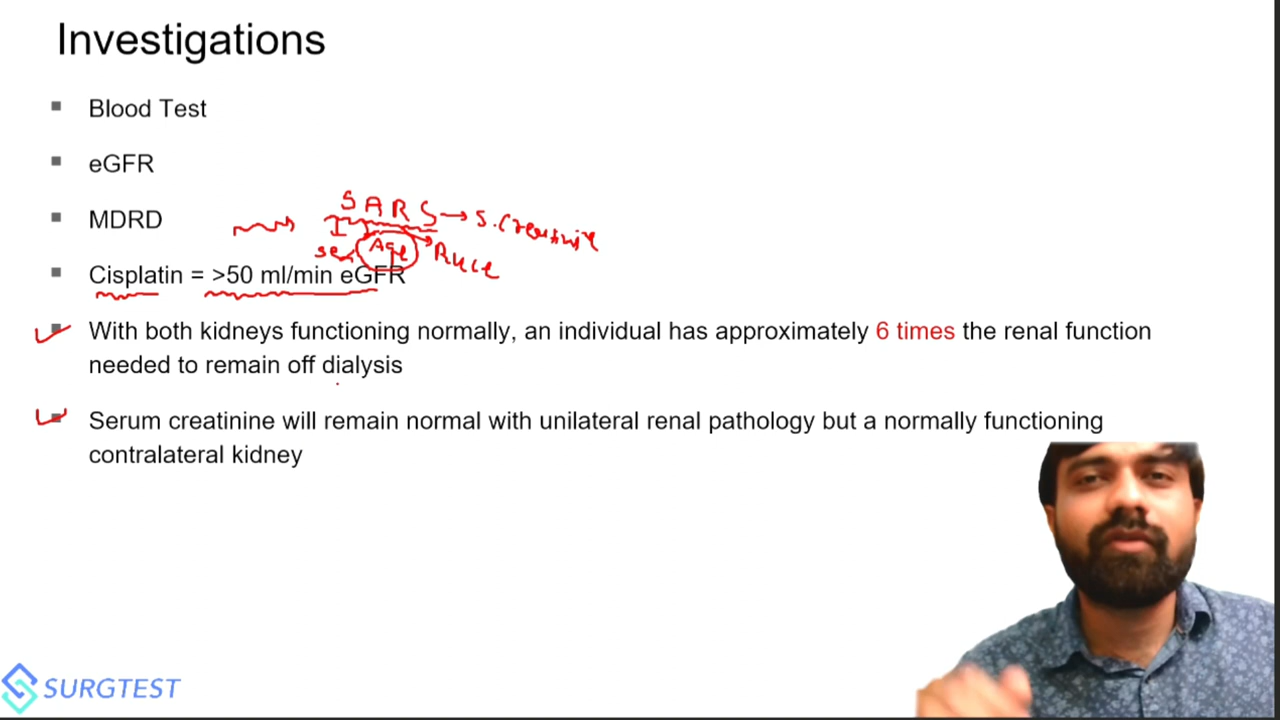 Investigations
Blood Test
eGFR
S A R S → S. Creatinine
MDRD
Sex Age Race
Cisplatin = >50 ml/min eGFR
With both kidneys functioning normally, an individual has approximately 6 times the renal function
needed to remain off dialysis
Serum creatinine will remain normal with unilateral renal pathology but a normally functioning
contralateral kidney
SURGTEST